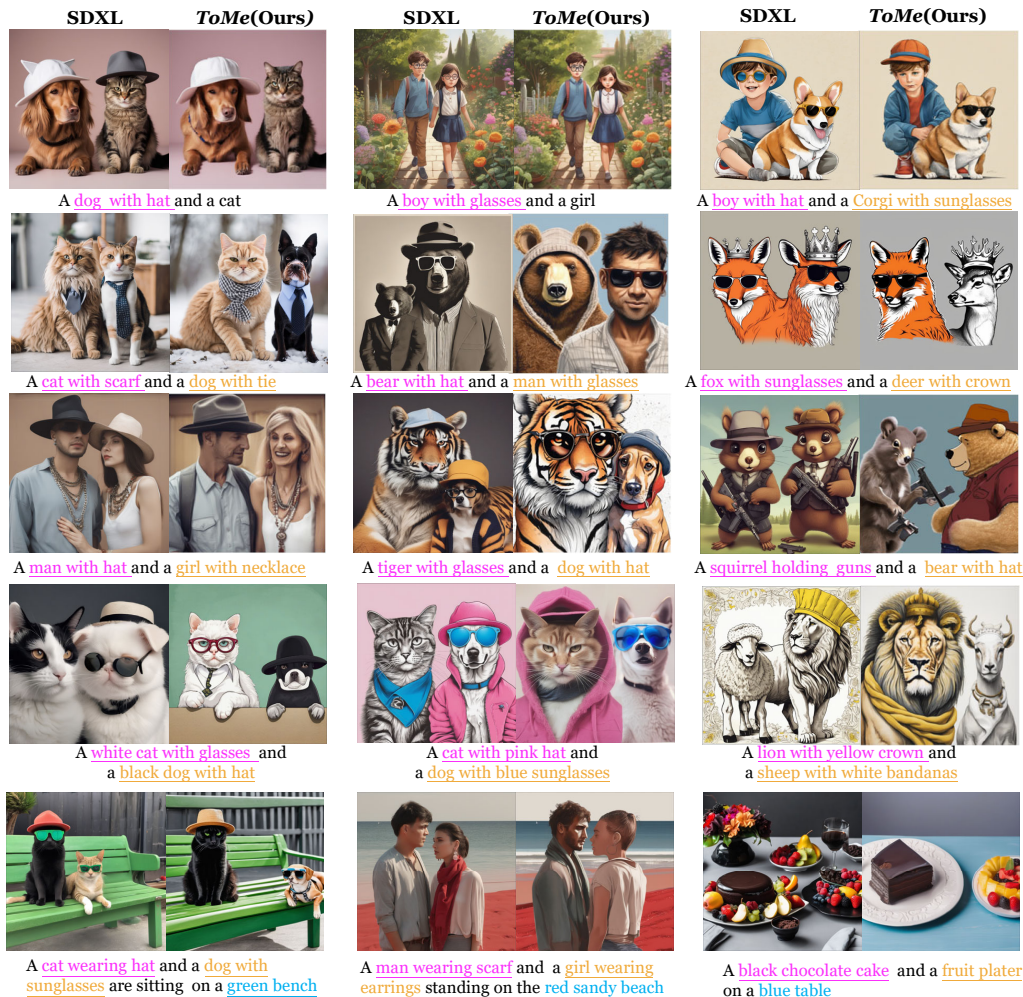 SDXL ToMe(Ours) SDXL ToMe(Ours) SDXL ToMe(Ours)
A dog with hat and a cat
A boy with glasses and a girl
A boy with hat and a Corgi with sunglasses
A cat with scarf and a dog with tie
A bear with hat and a man with glasses
A fox with sunglasses and a deer with crown
A man with hat and a girl with necklace
A tiger with glasses and a dog with hat
A squirrel holding guns and a bear with hat
A white cat with glasses and
a black dog with hat
A cat with pink hat and
a dog with blue sunglasses
A lion with yellow crown and
a sheep with white bandanas
A cat wearing hat and a dog with
sunglasses are sitting on a green bench
A man wearing scarf and a girl wearing
earrings standing on the red sandy beach
A black chocolate cake and a fruit plater
on a blue table